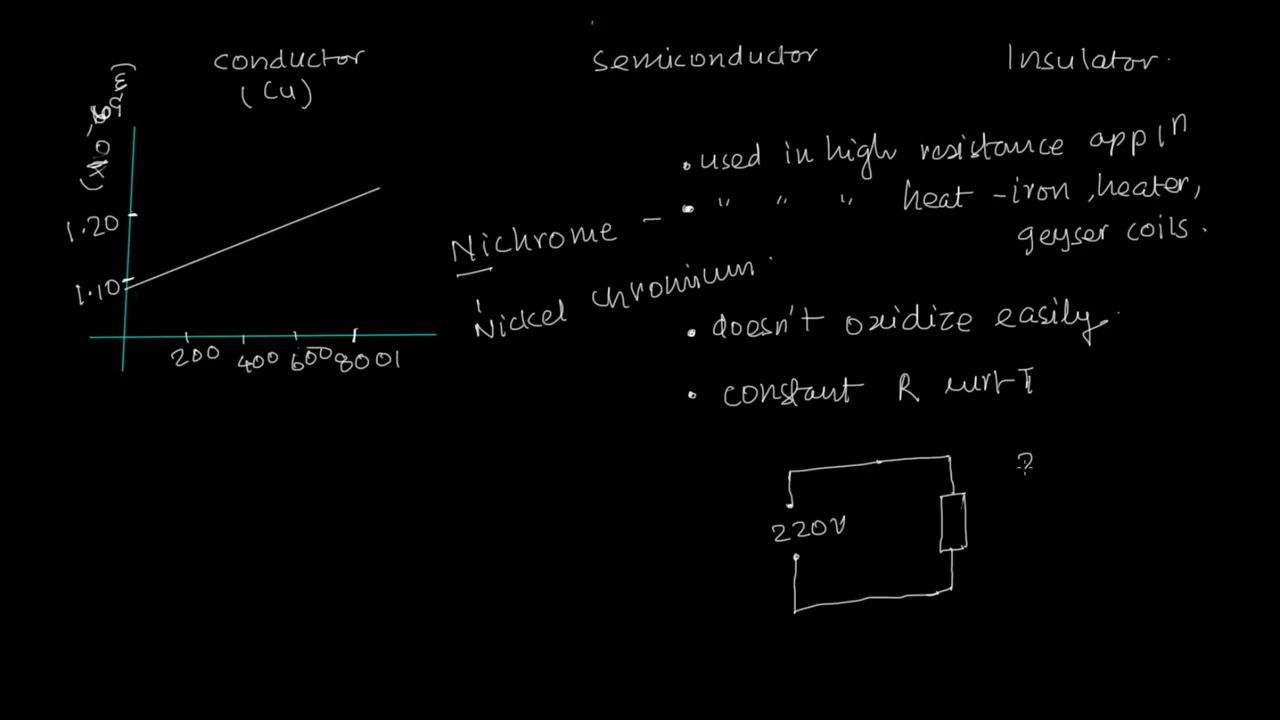 conductor
(Cu)
semiconductor
Insulator.
1.20
1.10
200 400 600 800
Nichrome –
Nickel chromium.
• used in high resistance appln
• " " " heat - iron, heater,
geyser coils.
• doesn't oxidize easily.
• constant R wrt T
220V
?